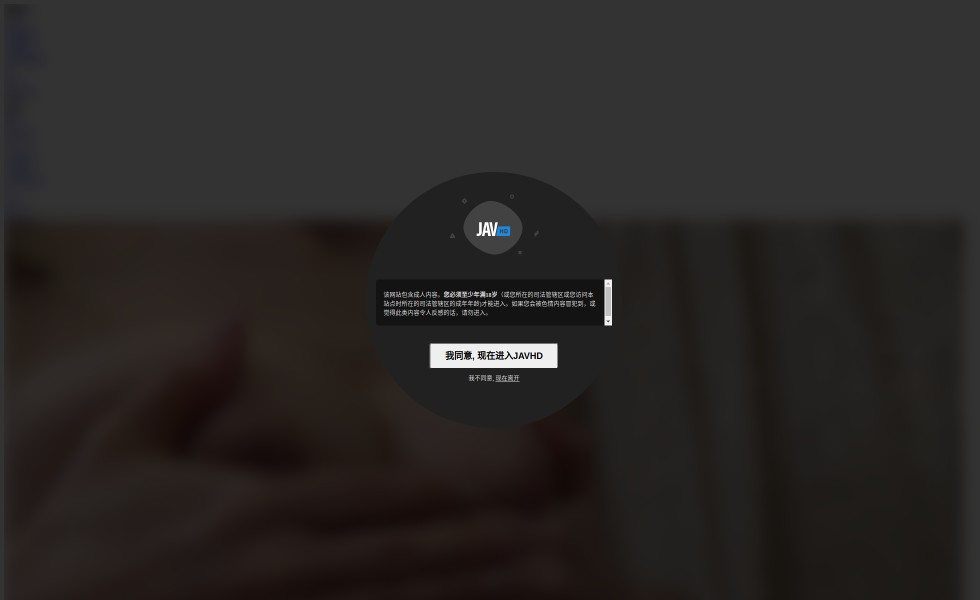 JAV HD
该网站包含成人内容。您必须至少年满18岁（或您所在的司法管辖区或您访问本
站点时所在的司法管辖区的成年年龄)才能进入。如果您会被色情内容冒犯到，或
觉得此类内容令人反感的话，请勿进入。
我同意, 现在进入JAVHD
我不同意, 现在离开